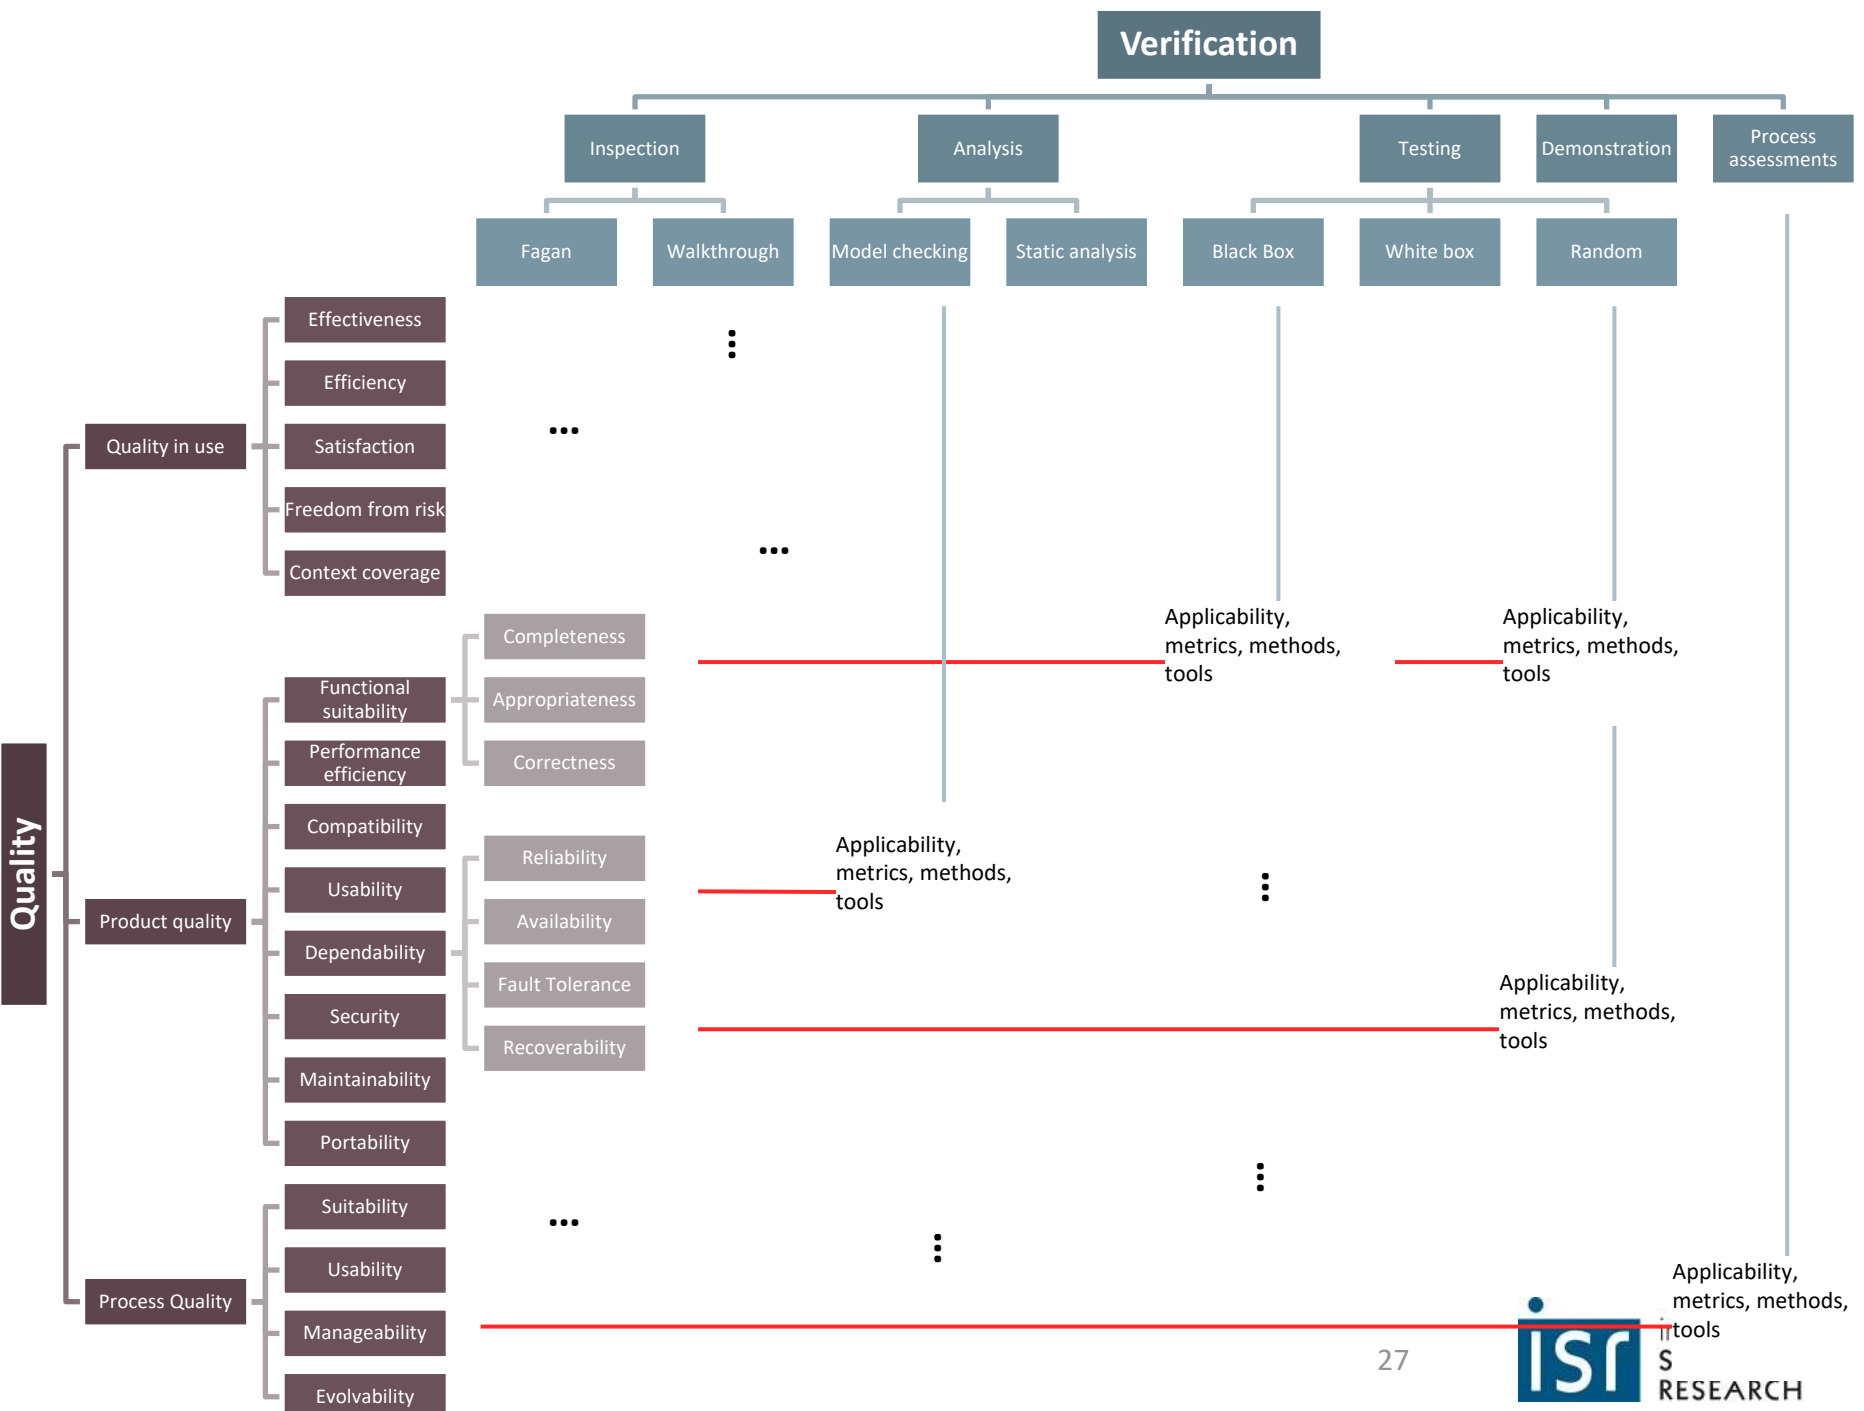 Verification
Inspection
Analysis
Testing
Demonstration
Process
assessments
Fagan
Walkthrough
Model checking
Static analysis
Black Box
White box
Random
Quality
Quality in use
Effectiveness
Efficiency
Satisfaction
Freedom from risk
Context coverage
Product quality
Functional
suitability
Completeness
Appropriateness
Correctness
Performance
efficiency
Compatibility
Usability
Dependability
Reliability
Availability
Fault Tolerance
Recoverability
Security
Maintainability
Portability
Process Quality
Suitability
Usability
Manageability
Evolvability
Applicability,
metrics, methods,
tools
Applicability,
metrics, methods,
tools
Applicability,
metrics, methods,
tools
Applicability,
metrics, methods,
tools
Applicability,
metrics, methods,
tools
27
isr
S
RESEARCH